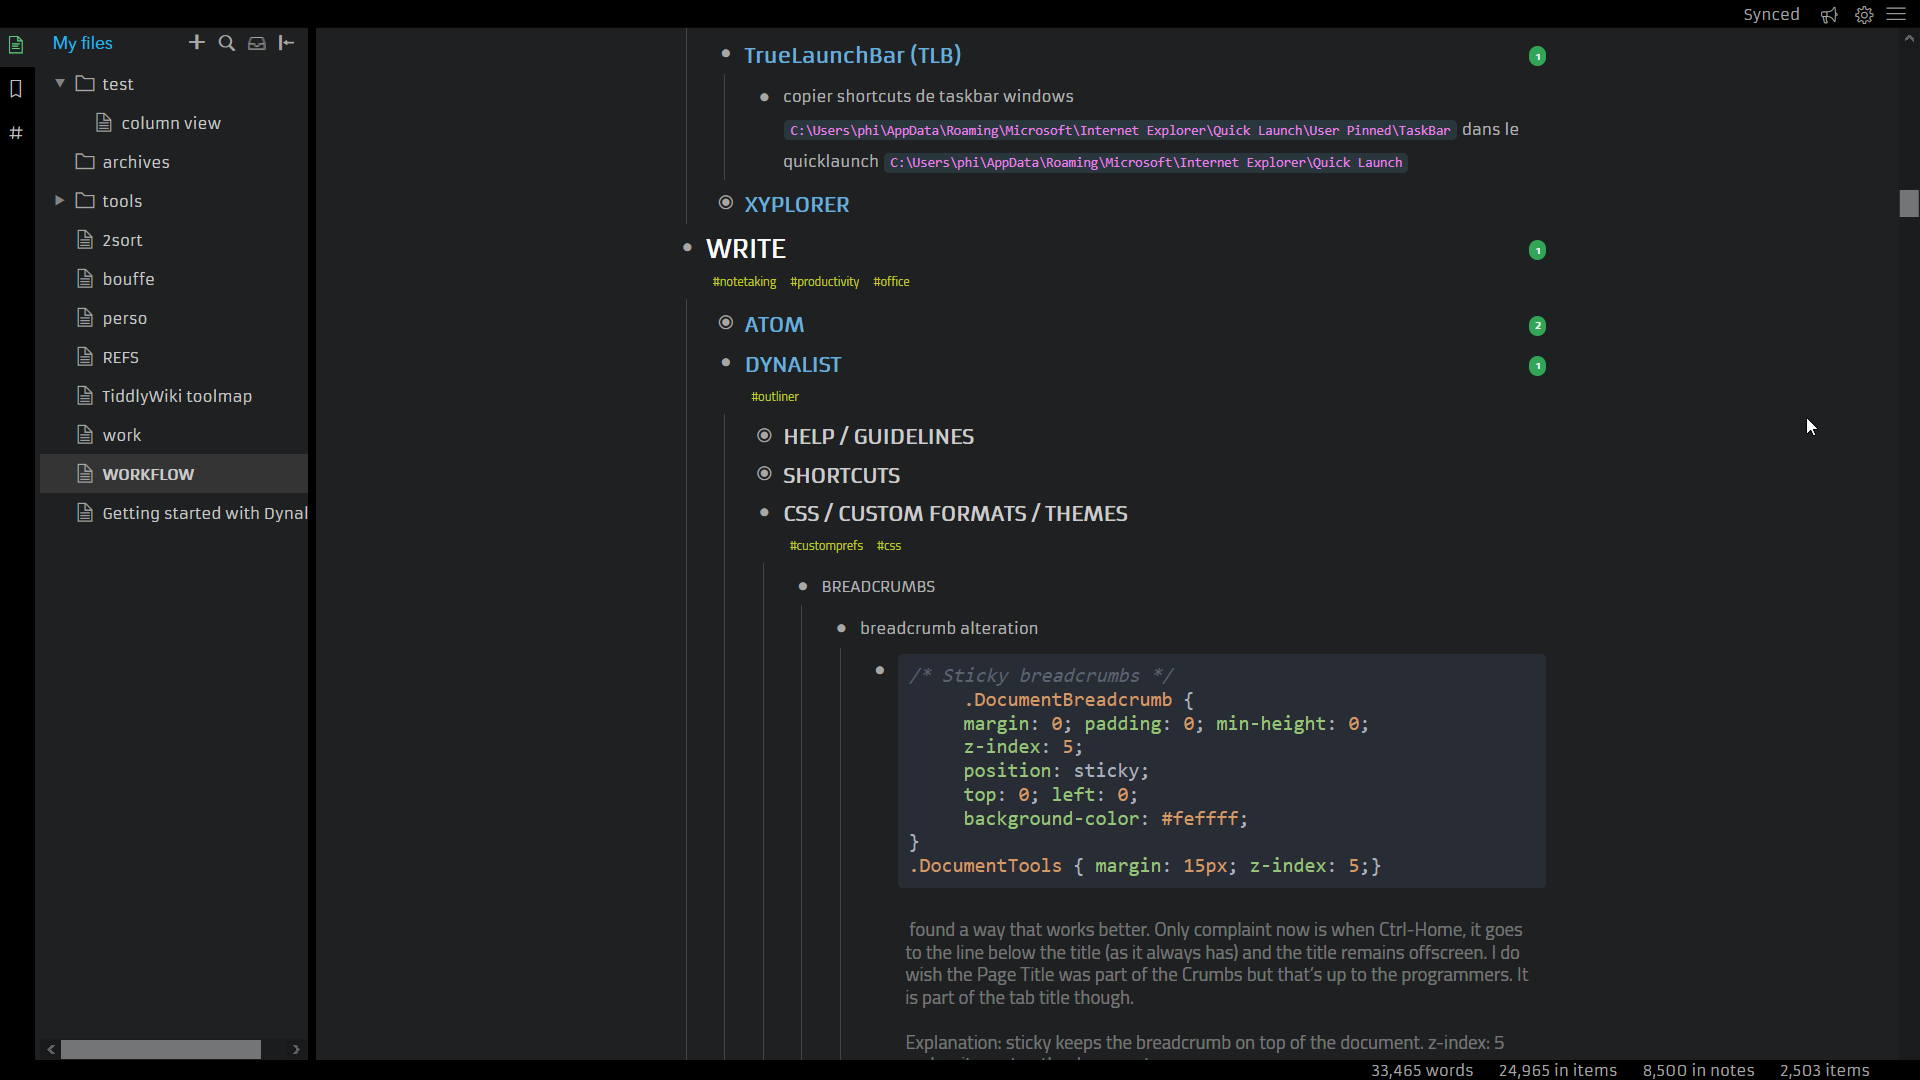 Synced
My files
test
column view
archives
tools
2sort
bouffe
perso
REFS
TiddlyWiki toolmap
work
WORKFLOW
Getting started with Dynal
TrueLaunchBar (TLB)
1
copier shortcuts de taskbar windows
C:\Users\phi\AppData\Roaming\Microsoft\Internet Explorer\Quick Launch\User Pinned\TaskBar dans le
quicklaunch C:\Users\phi\AppData\Roaming\Microsoft\Internet Explorer\Quick Launch
XYPLORER
WRITE
1
#notetaking #productivity #office
ATOM
2
DYNALIST
1
#outliner
HELP / GUIDELINES
SHORTCUTS
CSS / CUSTOM FORMATS / THEMES
#customprefs #css
BREADCRUMBS
breadcrumb alteration
/* Sticky breadcrumbs */
.DocumentBreadcrumb {
margin: 0; padding: 0; min-height: 0;
z-index: 5;
position: sticky;
top: 0; left: 0;
background-color: #feffff;
}
.DocumentTools { margin: 15px; z-index: 5;}
found a way that works better. Only complaint now is when Ctrl-Home, it goes
to the line below the title (as it always has) and the title remains offscreen. I do
wish the Page Title was part of the Crumbs but that's up to the programmers. It
is part of the tab title though.
Explanation: sticky keeps the breadcrumb on top of the document. z-index: 5
33,465 words 24,965 in items 8,500 in notes 2,503 items